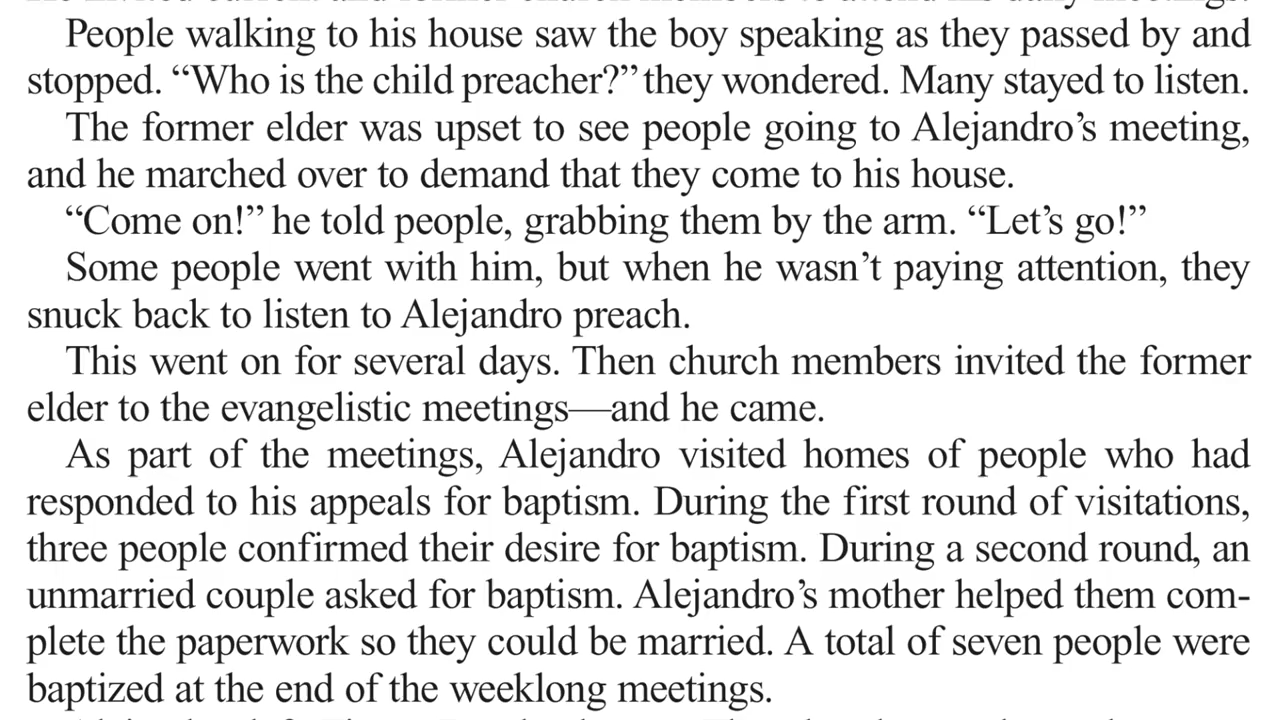 People walking to his house saw the boy speaking as they passed by and
stopped. “Who is the child preacher?” they wondered. Many stayed to listen.
The former elder was upset to see people going to Alejandro’s meeting,
and he marched over to demand that they come to his house.
“Come on!” he told people, grabbing them by the arm. “Let’s go!”
Some people went with him, but when he wasn’t paying attention, they
snuck back to listen to Alejandro preach.
This went on for several days. Then church members invited the former
elder to the evangelistic meetings—and he came.
As part of the meetings, Alejandro visited homes of people who had
responded to his appeals for baptism. During the first round of visitations,
three people confirmed their desire for baptism. During a second round, an
unmarried couple asked for baptism. Alejandro’s mother helped them com-
plete the paperwork so they could be married. A total of seven people were
baptized at the end of the weeklong meetings.